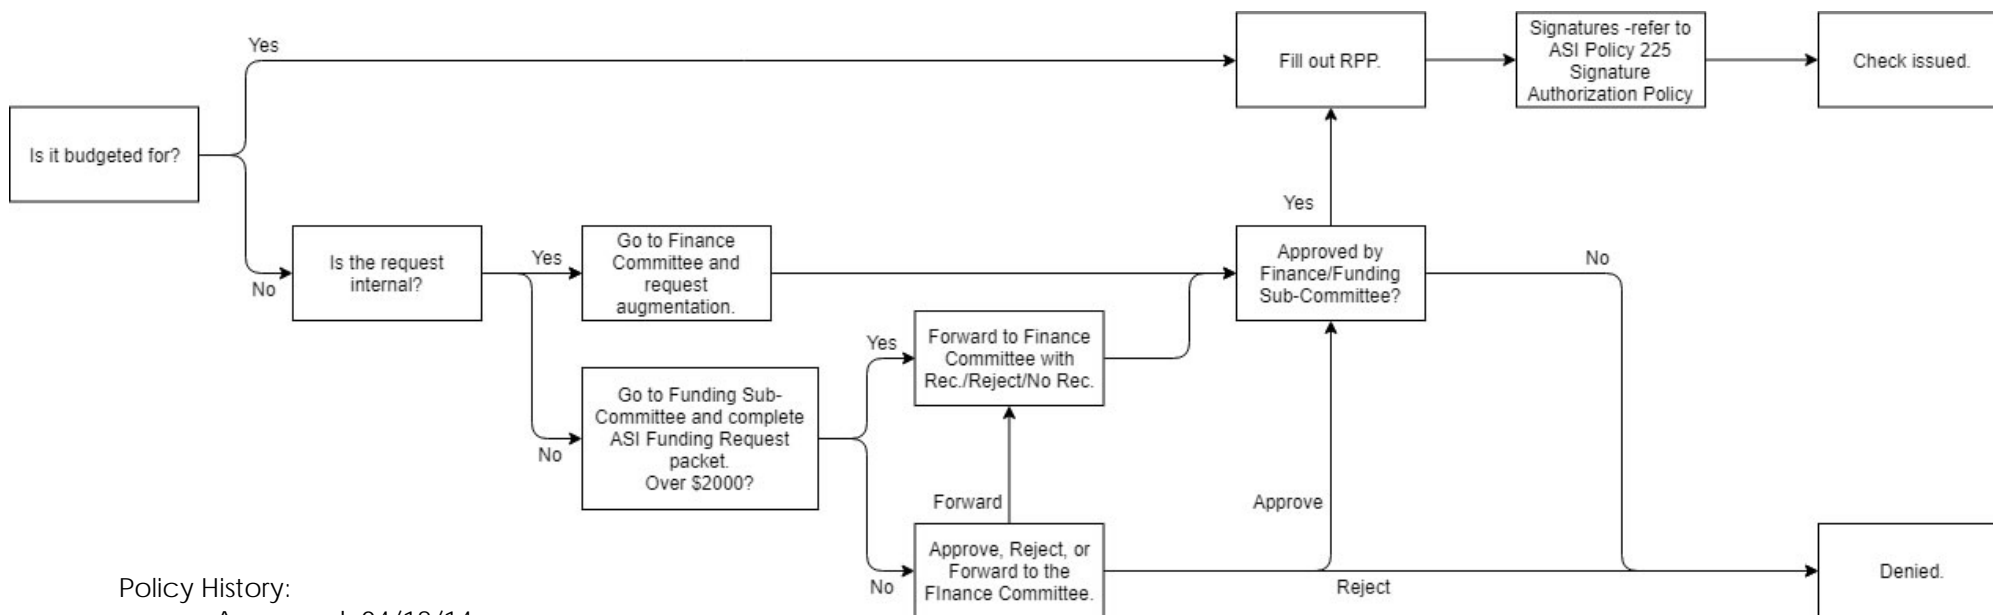 Yes
Fill out RPP.
Signatures -refer to
ASI Policy 225
Signature
Authorization Policy
Check issued.
Is it budgeted for?
No
Is the request
internal?
Yes
Go to Finance
Committee and
request
augmentation.
Yes
Approved by
Finance/Funding
Sub-Committee?
No
No
Go to Funding Sub-
Committee and complete
ASI Funding Request
packet.
Over $2000?
Yes
Forward to Finance
Committee with
Rec./Reject/No Rec.
Forward
Approve
No
Approve, Reject, or
Forward to the
FInance Committee.
Reject
Denied.
Policy History: